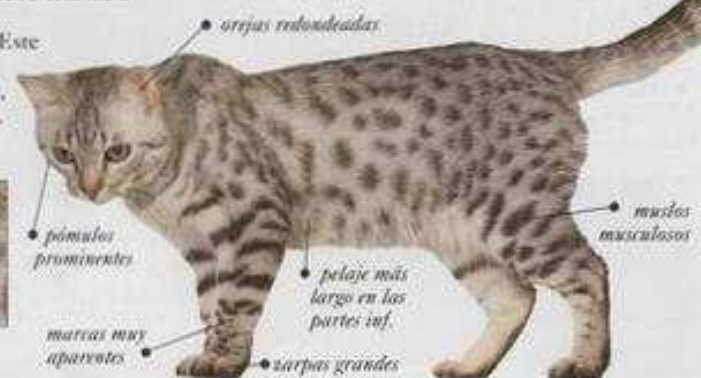 orejas redondeadas
Este
pómulos
prominentes
muslos
musculosos
pelaje más
largo en las
partes inf.
marcas muy
aparentes
zarpas grandes